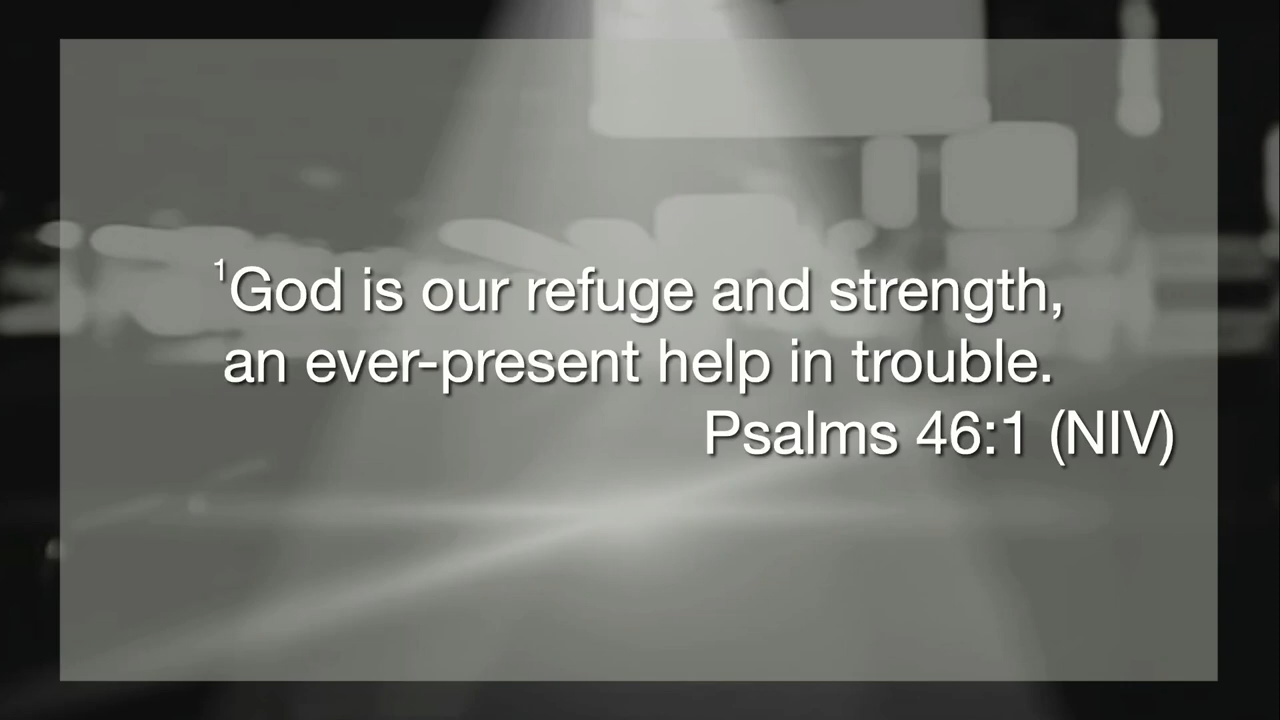 ¹God is our refuge and strength,
an ever-present help in trouble.
Psalms 46:1 (NIV)